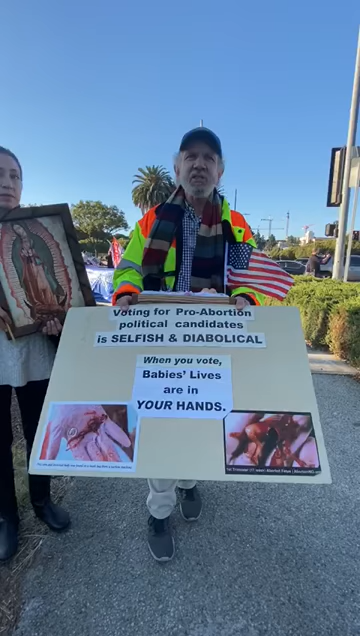 Voting for Pro-Abortion
political candidates
is SELFISH & DIABOLICAL
When you vote,
Babies' Lives
are in
YOUR HANDS.